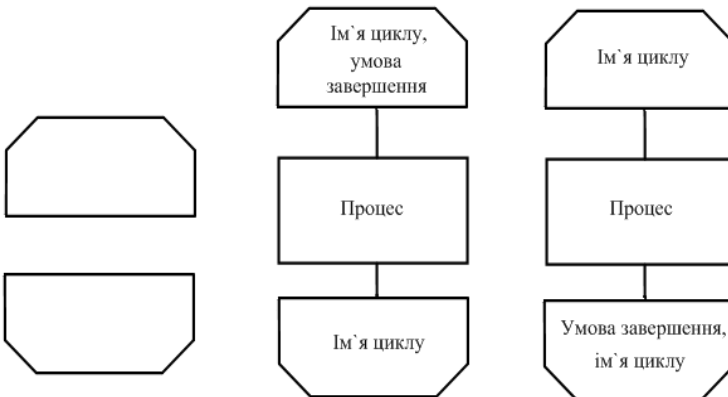 Ім`я циклу,
умова
завершення
Процес
Ім`я циклу
Ім`я циклу
Процес
Умова завершення,
ім`я циклу